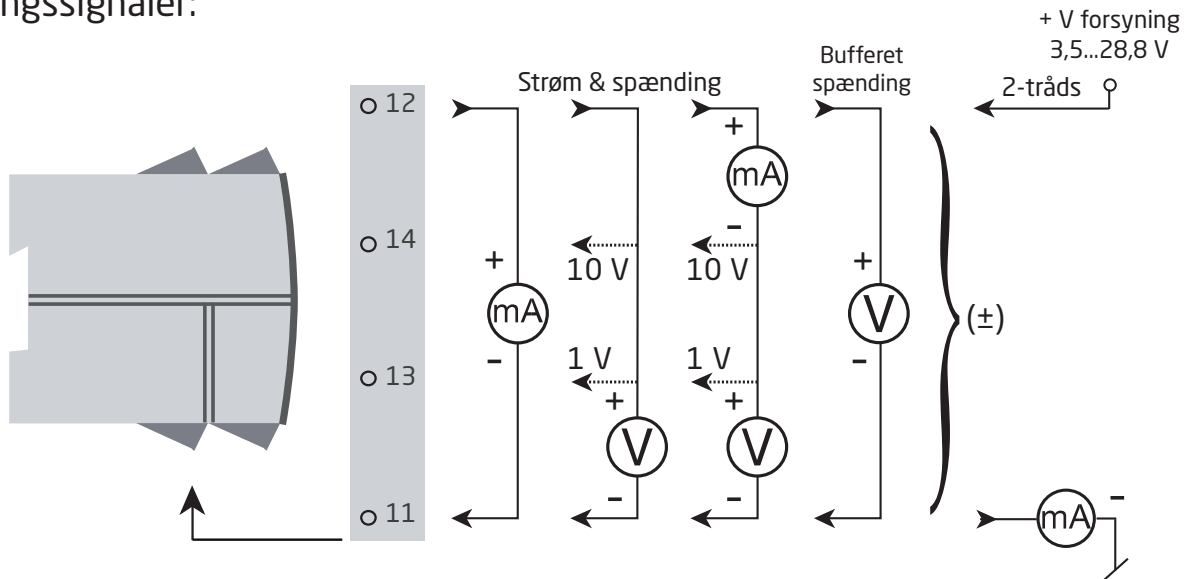 ngssignaler:
+ V forsyning
3,5...28,8 V
Bufferet
spænding
Strøm & spænding
2-tråds
12
14
13
11
+
mA
-
10 V
1 V
+
V
-
+
mA
-
10 V
1 V
+
V
-
+
V
-
(±)
mA
-